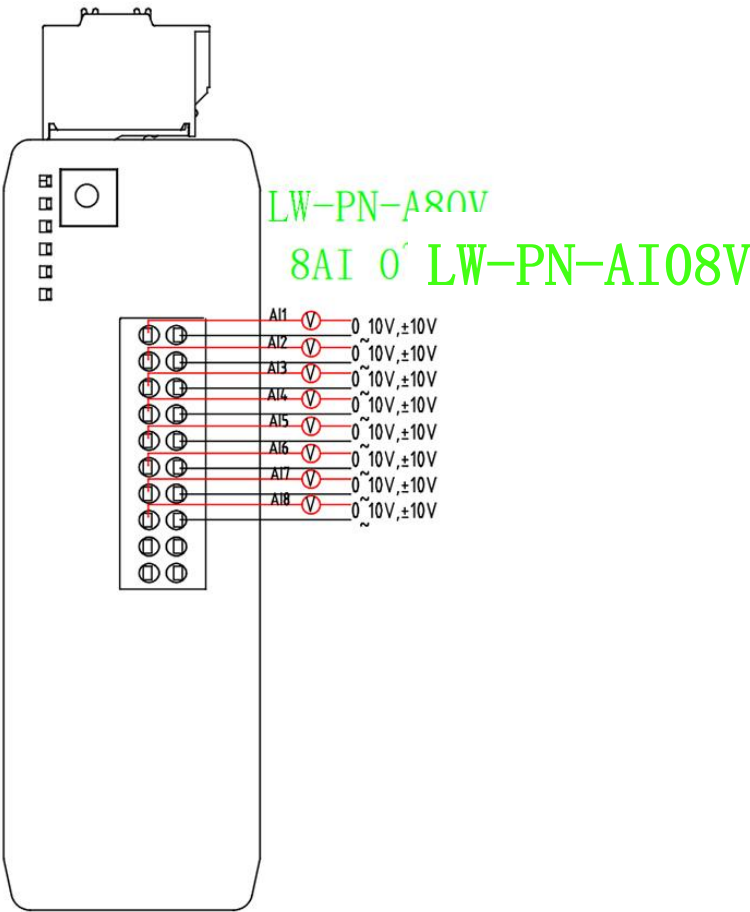 LW-PN-A80V
8AI 0~
LW-PN-AI08V
AI1 V 0~10V,±10V
AI2 V 0~10V,±10V
AI3 V 0~10V,±10V
AI4 V 0~10V,±10V
AI5 V 0~10V,±10V
AI6 V 0~10V,±10V
AI7 V 0~10V,±10V
AI8 V 0~10V,±10V